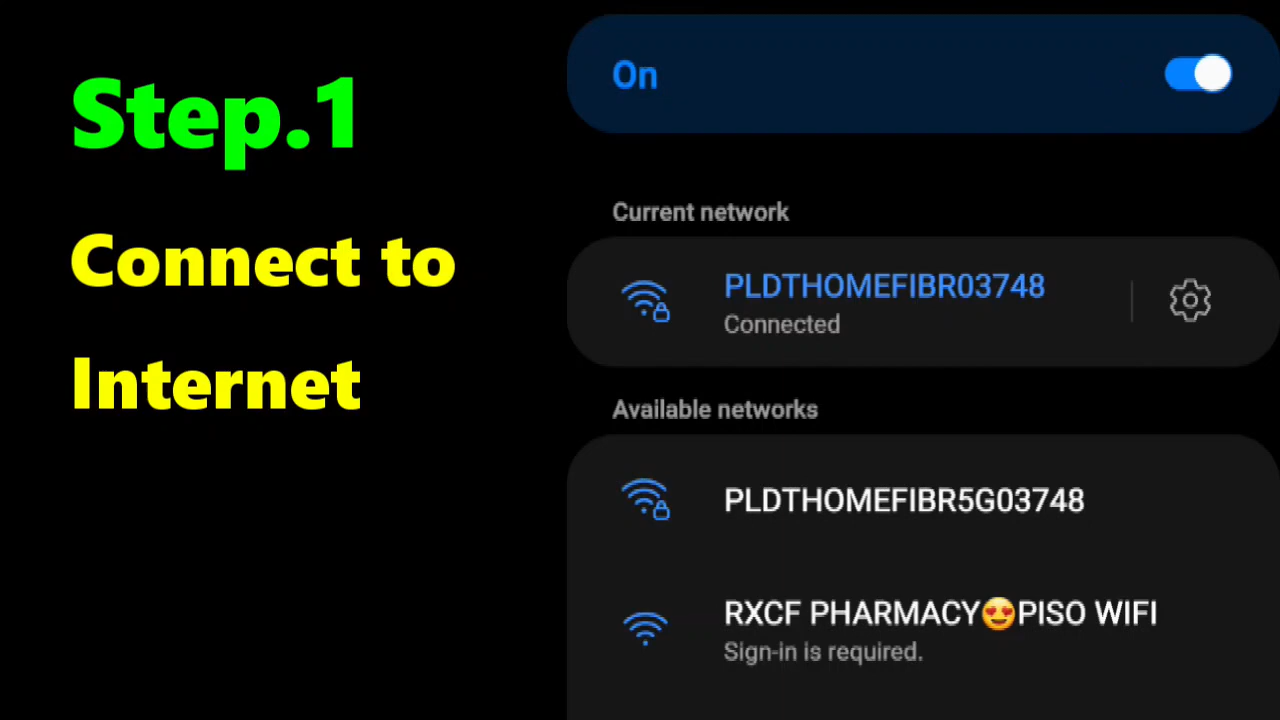 Step.1
Connect to
Internet
On
Current network
PLDTHOMEFIBR03748
Connected
Available networks
PLDTHOMEFIBR5G03748
RXCF PHARMACY😍PISO WIFI
Sign-in is required.